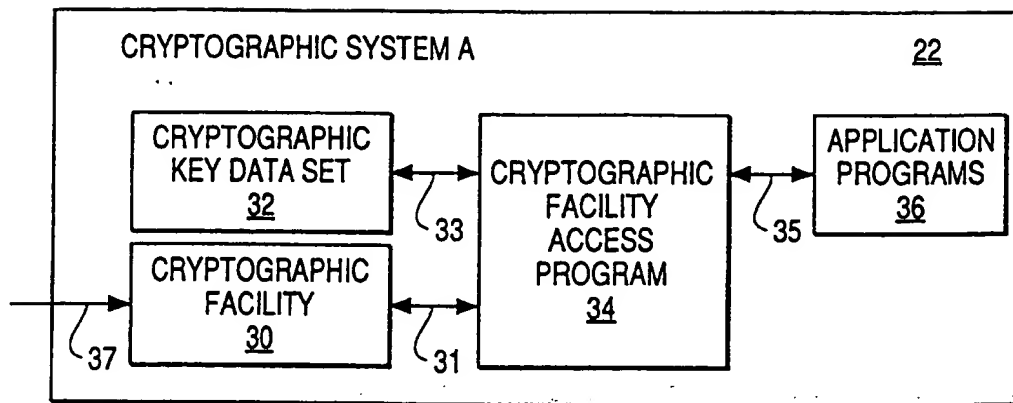 CRYPTOGRAPHIC SYSTEM A
22
CRYPTOGRAPHIC
KEY DATA SET
32
33
CRYPTOGRAPHIC
FACILITY
30
37
31
CRYPTOGRAPHIC
FACILITY
ACCESS
PROGRAM
34
35
APPLICATION
PROGRAMS
36